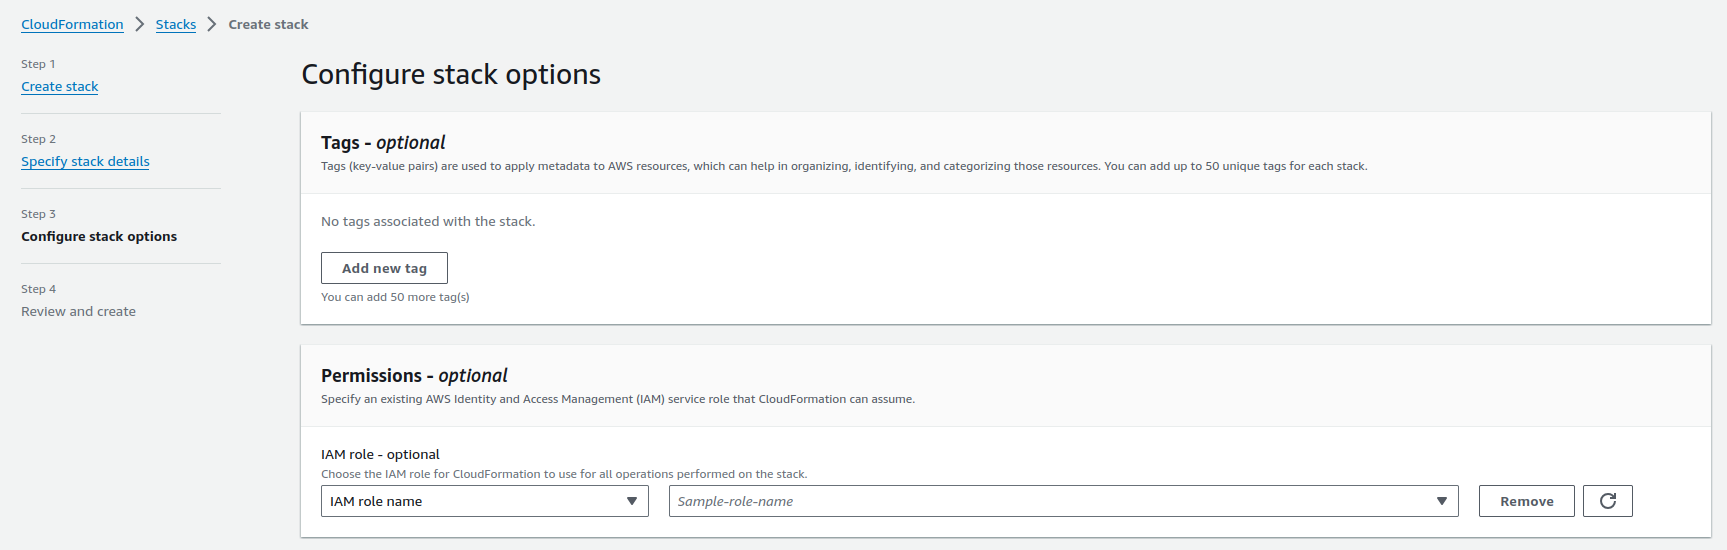 CloudFormation > Stacks > Create stack
Step 1
Create stack
Step 2
Specify stack details
Step 3
Configure stack options
Step 4
Review and create
Configure stack options
Tags - optional
Tags (key-value pairs) are used to apply metadata to AWS resources, which can help in organizing, identifying, and categorizing those resources. You can add up to 50 unique tags for each stack.
No tags associated with the stack.
Add new tag
You can add 50 more tag(s)
Permissions - optional
Specify an existing AWS Identity and Access Management (IAM) service role that CloudFormation can assume.
IAM role - optional
Choose the IAM role for CloudFormation to use for all operations performed on the stack.
IAM role name Sample-role-name Remove